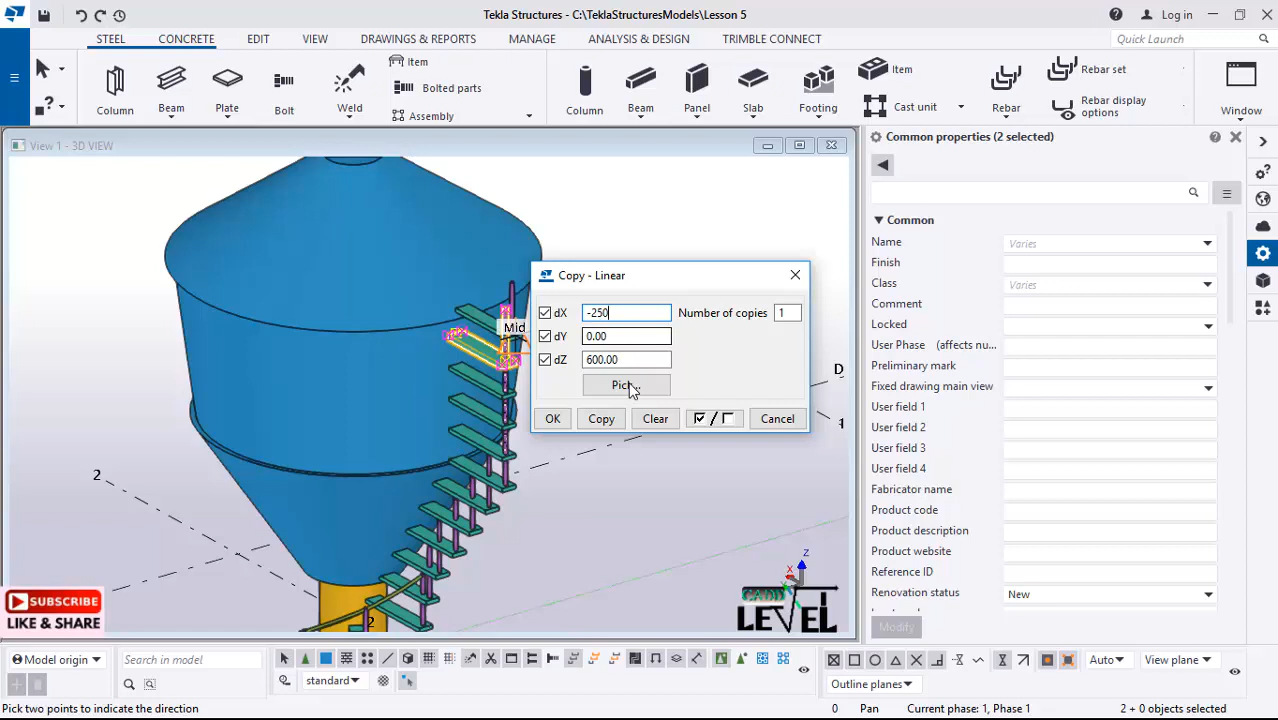 Tekla Structures - C:\TeklaStructuresModels\Lesson 5
Log in
STEEL CONCRETE EDIT VIEW DRAWINGS & REPORTS MANAGE ANALYSIS & DESIGN TRIMBLE CONNECT
Quick Launch
Column Beam Plate Bolt Weld
Item
Bolted parts
Assembly
Column Beam Panel Slab Footing
Item
Cast unit
Rebar
Rebar set
Rebar display options
Window
View 1 - 3D VIEW
Common properties (2 selected)
Common
Name Varies
Finish
Class Varies
Comment
Locked
User Phase (affects nu...
Preliminary mark
Fixed drawing main view
User field 1
User field 2
User field 3
User field 4
Fabricator name
Product code
Product description
Product website
Reference ID
Renovation status New
Modify
Copy - Linear
dX -250 Number of copies 1
dY 0.00
dZ 600.00
Pick...
OK Copy Clear / Cancel
Mid
D
1
2
2
Z
X
SUBSCRIBE
LIKE & SHARE
CADD
LEVEL
Model origin
Search in model
standard
Auto
View plane
Outline planes
Pick two points to indicate the direction
0 Pan Current phase: 1, Phase 1 2 + 0 objects selected